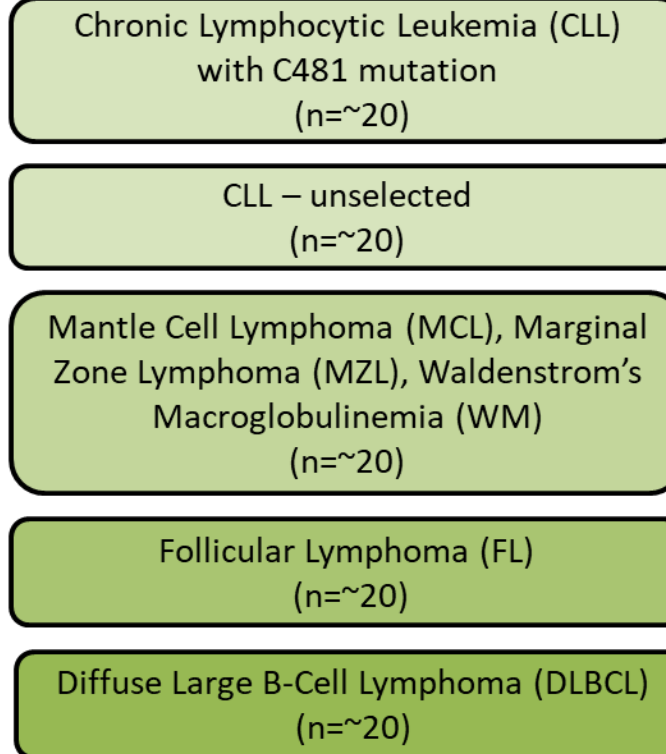 Chronic Lymphocytic Leukemia (CLL)
with C481 mutation
(n=~20)
CLL – unselected
(n=~20)
Mantle Cell Lymphoma (MCL), Marginal
Zone Lymphoma (MZL), Waldenstrom’s
Macroglobulinemia (WM)
(n=~20)
Follicular Lymphoma (FL)
(n=~20)
Diffuse Large B-Cell Lymphoma (DLBCL)
(n=~20)